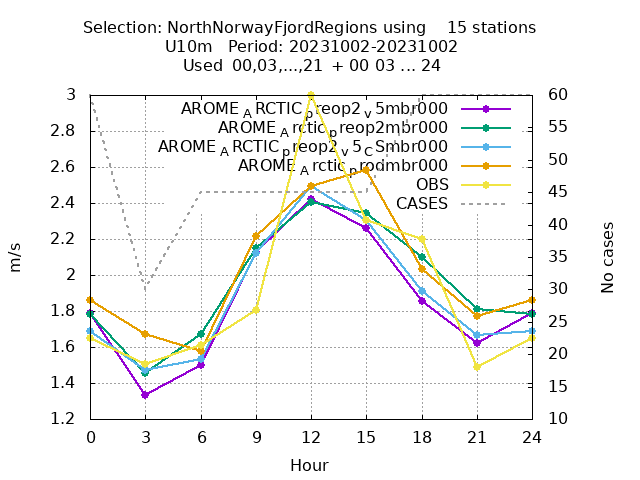 Selection: NorthNorwayFjordRegions using 15 stations
U10m Period: 20231002-20231002
Used 00,03,...,21 + 00 03 ... 24
AROME_ARCTIC_preop2_v5mbr000
AROME_Arctic_preop2mbr000
AROME_ARCTIC_preop2_v5_CSmbr000
AROME_Arctic_prodmbr000
OBS
CASES
3
2.8
2.6
2.4
2.2
2
1.8
1.6
1.4
1.2
m/s
60
55
50
45
40
35
30
25
20
15
10
No cases
0 3 6 9 12 15 18 21 24
Hour